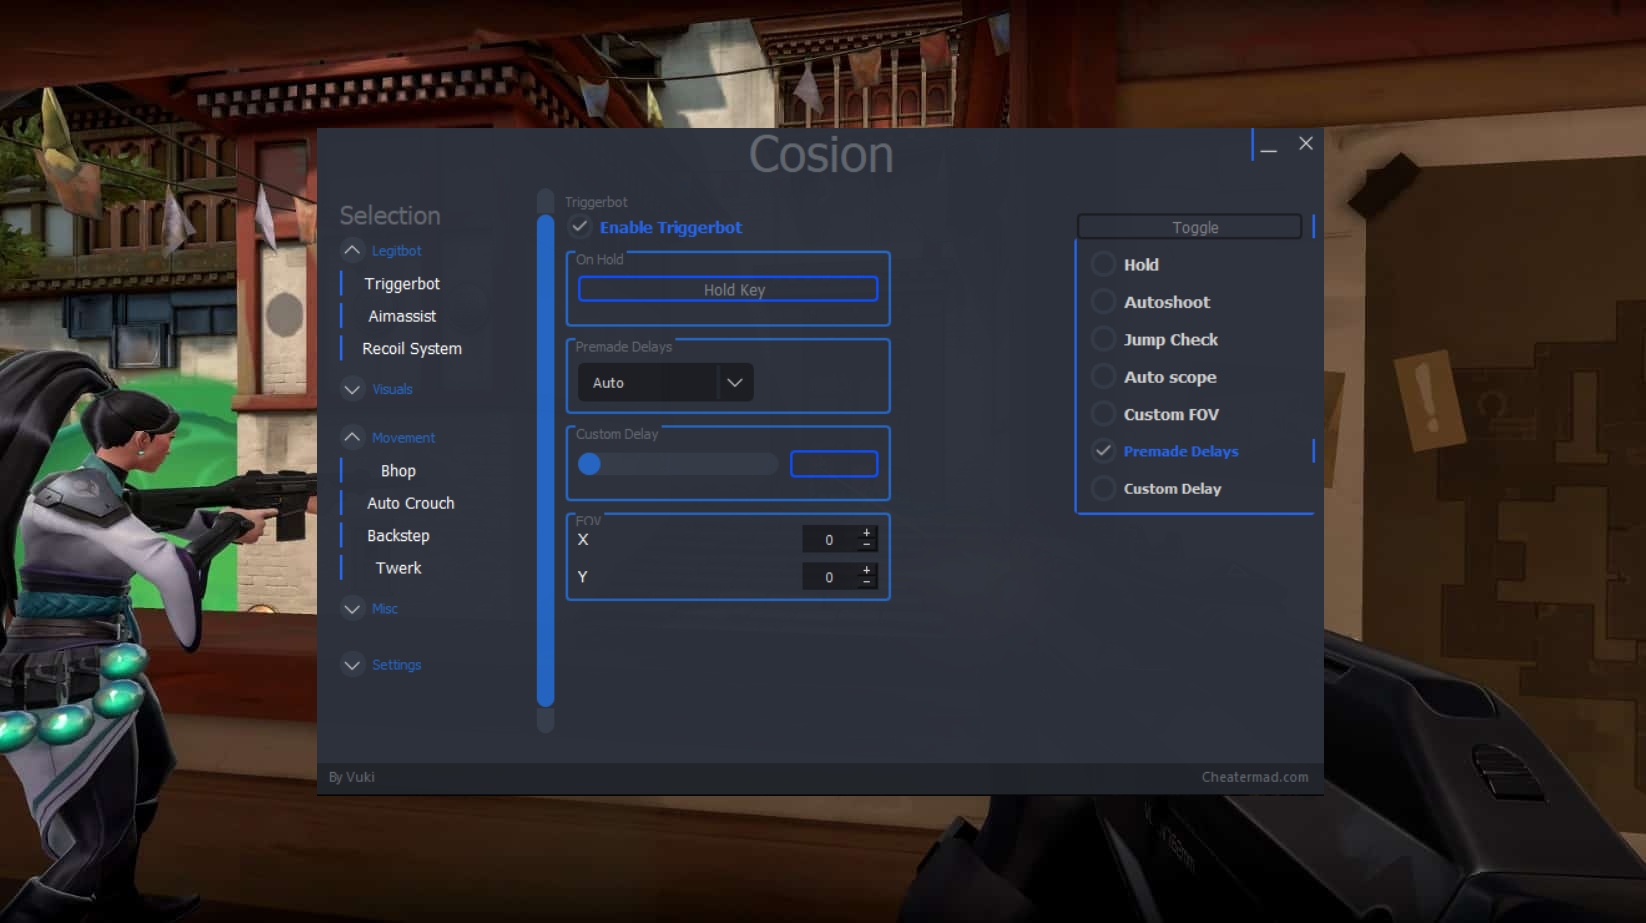 Cosion
Selection
Legitbot
Triggerbot
Aimassist
Recoil System
Visuals
Movement
Bhop
Auto Crouch
Backstep
Twerk
Misc
Settings
Triggerbot
Enable Triggerbot
On Hold
Hold Key
Premade Delays
Auto
Custom Delay
FOV
X
0
Y
0
Toggle
Hold
Autoshoot
Jump Check
Auto scope
Custom FOV
Premade Delays
Custom Delay
By Vuki
Cheatermad.com